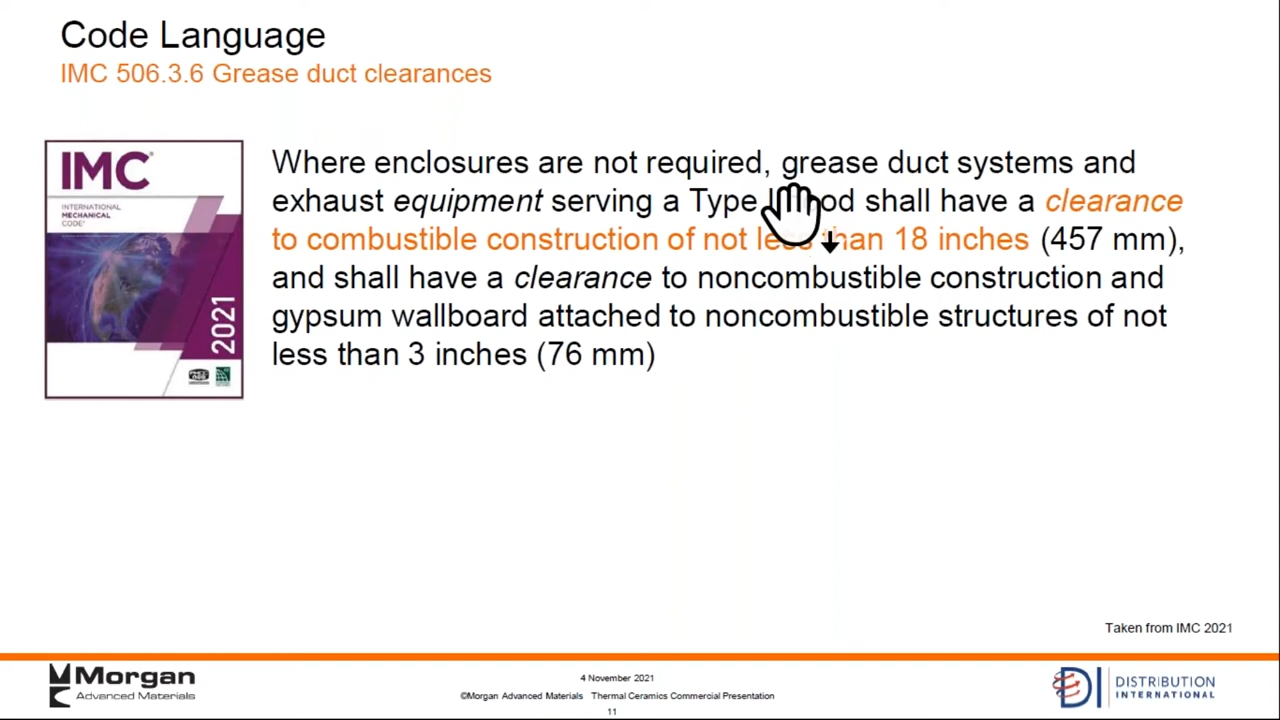 Code Language
IMC 506.3.6 Grease duct clearances
IMC
INTERNATIONAL
MECHANICAL
CODE
2021
Where enclosures are not required, grease duct systems and
exhaust equipment serving a Type shall have a clearance
to combustible construction of not less than 18 inches (457 mm),
and shall have a clearance to noncombustible construction and
gypsum wallboard attached to noncombustible structures of not
less than 3 inches (76 mm)
Taken from IMC 2021
Morgan
Advanced Materials
4 November 2021
©Morgan Advanced Materials Thermal Ceramics Commercial Presentation
11
DI
DISTRIBUTION
INTERNATIONAL